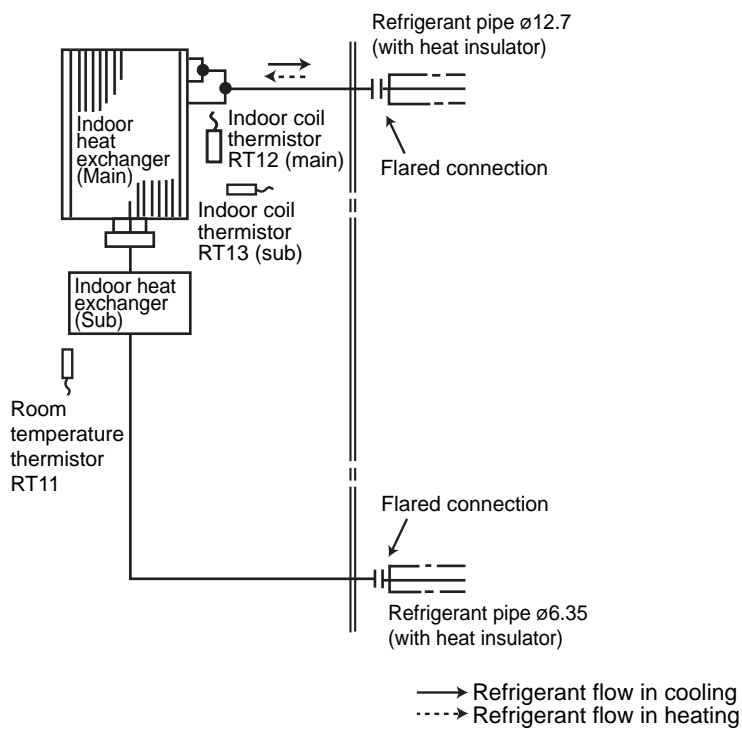 Refrigerant pipe ø12.7
(with heat insulator)
Indoor
heat
exchanger
(Main)
Indoor coil
thermistor
RT12 (main)
Flared connection
Indoor coil
thermistor
RT13 (sub)
Indoor heat
exchanger
(Sub)
Room
temperature
thermistor
RT11
Flared connection
Refrigerant pipe ø6.35
(with heat insulator)
Refrigerant flow in cooling
Refrigerant flow in heating